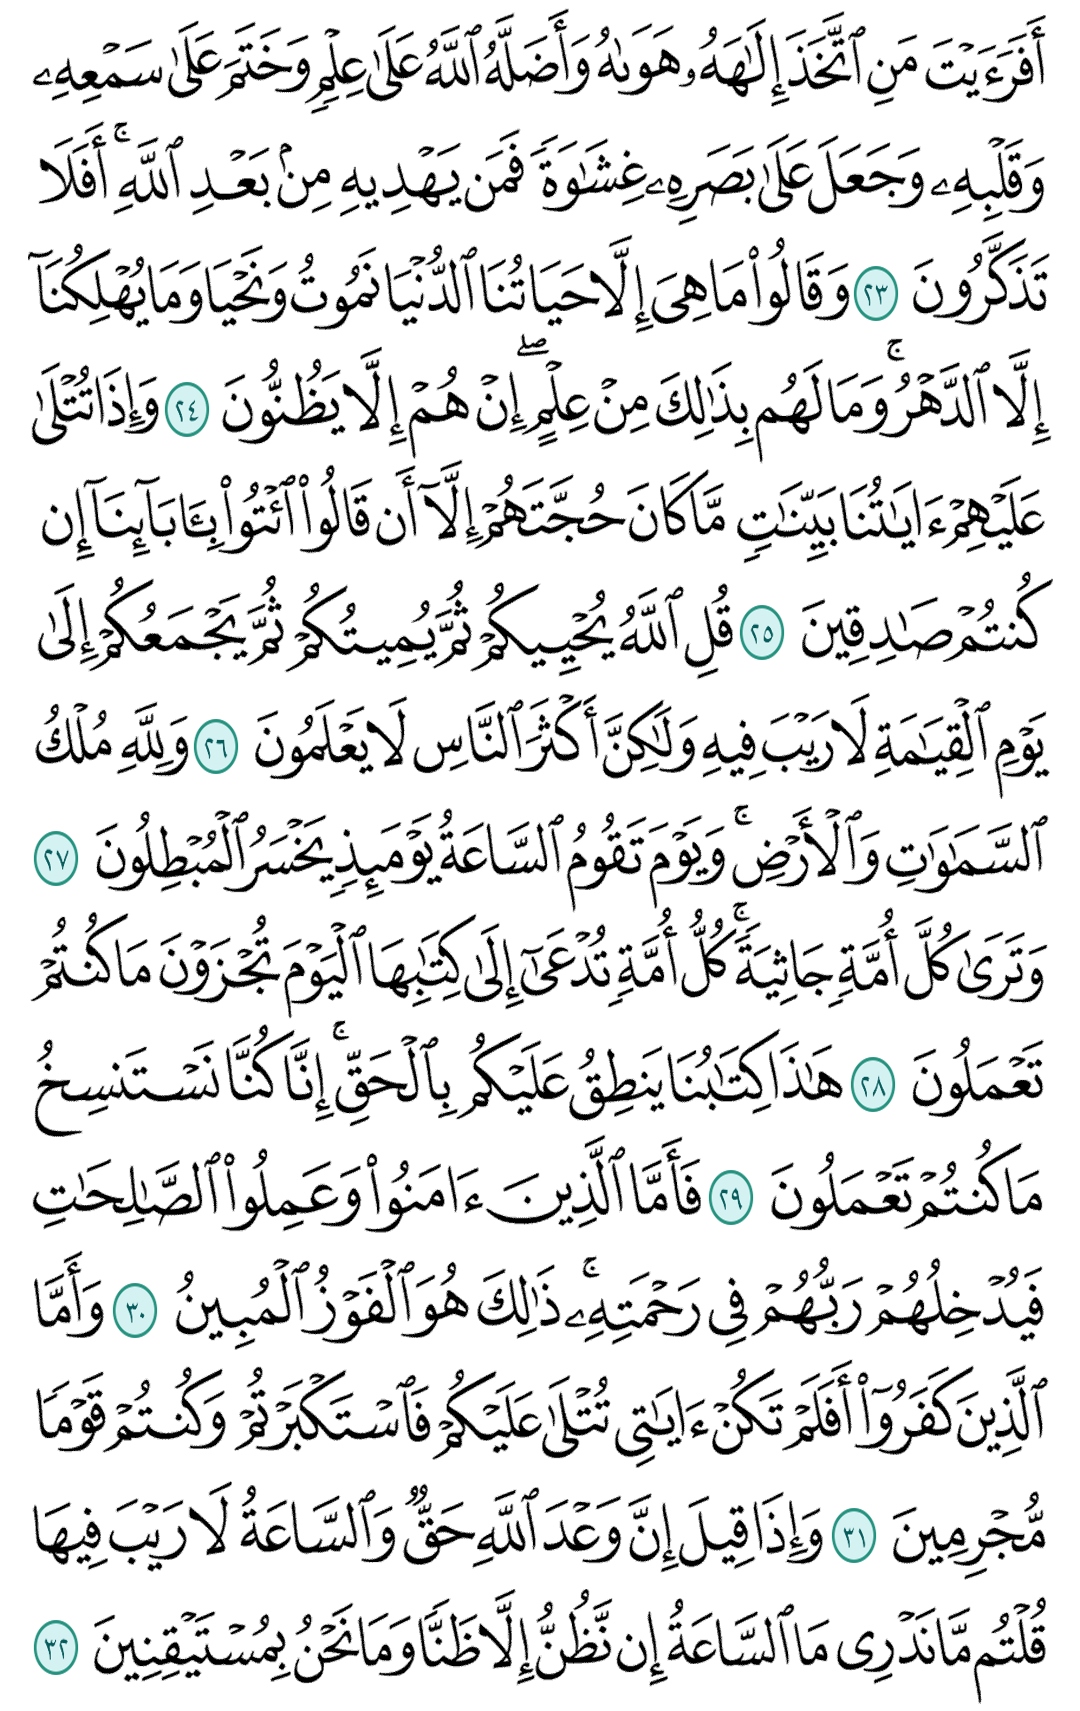 أَفَرَءَيۡتَ مَنِ ٱتَّخَذَ إِلَٰهَهُۥ هَوَىٰهُ وَأَضَلَّهُ ٱللَّهُ عَلَىٰ عِلۡمٖ وَخَتَمَ عَلَىٰ سَمۡعِهِۦ
وَقَلۡبِهِۦ وَجَعَلَ عَلَىٰ بَصَرِهِۦ غِشَٰوَةٗ فَمَن يَهۡدِيهِ مِنۢ بَعۡدِ ٱللَّهِۚ أَفَلَا
تَذَكَّرُونَ ٢٣ وَقَالُواْ مَا هِيَ إِلَّا حَيَاتُنَا ٱلدُّنۡيَا نَمُوتُ وَنَحۡيَا وَمَا يُهۡلِكُنَآ
إِلَّا ٱلدَّهۡرُۚ وَمَا لَهُم بِذَٰلِكَ مِنۡ عِلۡمٍۖ إِنۡ هُمۡ إِلَّا يَظُنُّونَ ٢٤ وَإِذَا تُتۡلَىٰ
عَلَيۡهِمۡ ءَايَٰتُنَا بَيِّنَٰتٖ مَّا كَانَ حُجَّتَهُمۡ إِلَّآ أَن قَالُواْ ٱئۡتُواْ بِـَٔابَآئِنَآ إِن
كُنتُمۡ صَٰدِقِينَ ٢٥ قُلِ ٱللَّهُ يُحۡيِيكُمۡ ثُمَّ يُمِيتُكُمۡ ثُمَّ يَجۡمَعُكُمۡ إِلَىٰ
يَوۡمِ ٱلۡقِيَٰمَةِ لَا رَيۡبَ فِيهِ وَلَٰكِنَّ أَكۡثَرَ ٱلنَّاسِ لَا يَعۡلَمُونَ ٢٦ وَلِلَّهِ مُلۡكُ
ٱلسَّمَٰوَٰتِ وَٱلۡأَرۡضِۚ وَيَوۡمَ تَقُومُ ٱلسَّاعَةُ يَوۡمَئِذٖ يَخۡسَرُ ٱلۡمُبۡطِلُونَ ٢٧
وَتَرَىٰ كُلَّ أُمَّةٖ جَاثِيَةٗۚ كُلُّ أُمَّةٖ تُدۡعَىٰٓ إِلَىٰ كِتَٰبِهَا ٱلۡيَوۡمَ تُجۡزَوۡنَ مَا كُنتُمۡ
تَعۡمَلُونَ ٢٨ هَٰذَا كِتَٰبُنَا يَنطِقُ عَلَيۡكُم بِٱلۡحَقِّۚ إِنَّا كُنَّا نَسۡتَنسِخُ
مَا كُنتُمۡ تَعۡمَلُونَ ٢٩ فَأَمَّا ٱلَّذِينَ ءَامَنُواْ وَعَمِلُواْ ٱلصَّٰلِحَٰتِ
فَيُدۡخِلُهُمۡ رَبُّهُمۡ فِي رَحۡمَتِهِۦۚ ذَٰلِكَ هُوَ ٱلۡفَوۡزُ ٱلۡمُبِينُ ٣٠ وَأَمَّا
ٱلَّذِينَ كَفَرُوٓاْ أَفَلَمۡ تَكُنۡ ءَايَٰتِي تُتۡلَىٰ عَلَيۡكُمۡ فَٱسۡتَكۡبَرۡتُمۡ وَكُنتُمۡ قَوۡمٗا
مُّجۡرِمِينَ ٣١ وَإِذَا قِيلَ إِنَّ وَعۡدَ ٱللَّهِ حَقّٞ وَٱلسَّاعَةُ لَا رَيۡبَ فِيهَا
قُلۡتُم مَّا نَدۡرِي مَا ٱلسَّاعَةُ إِن نَّظُنُّ إِلَّا ظَنّٗا وَمَا نَحۡنُ بِمُسۡتَيۡقِنِينَ ٣٢